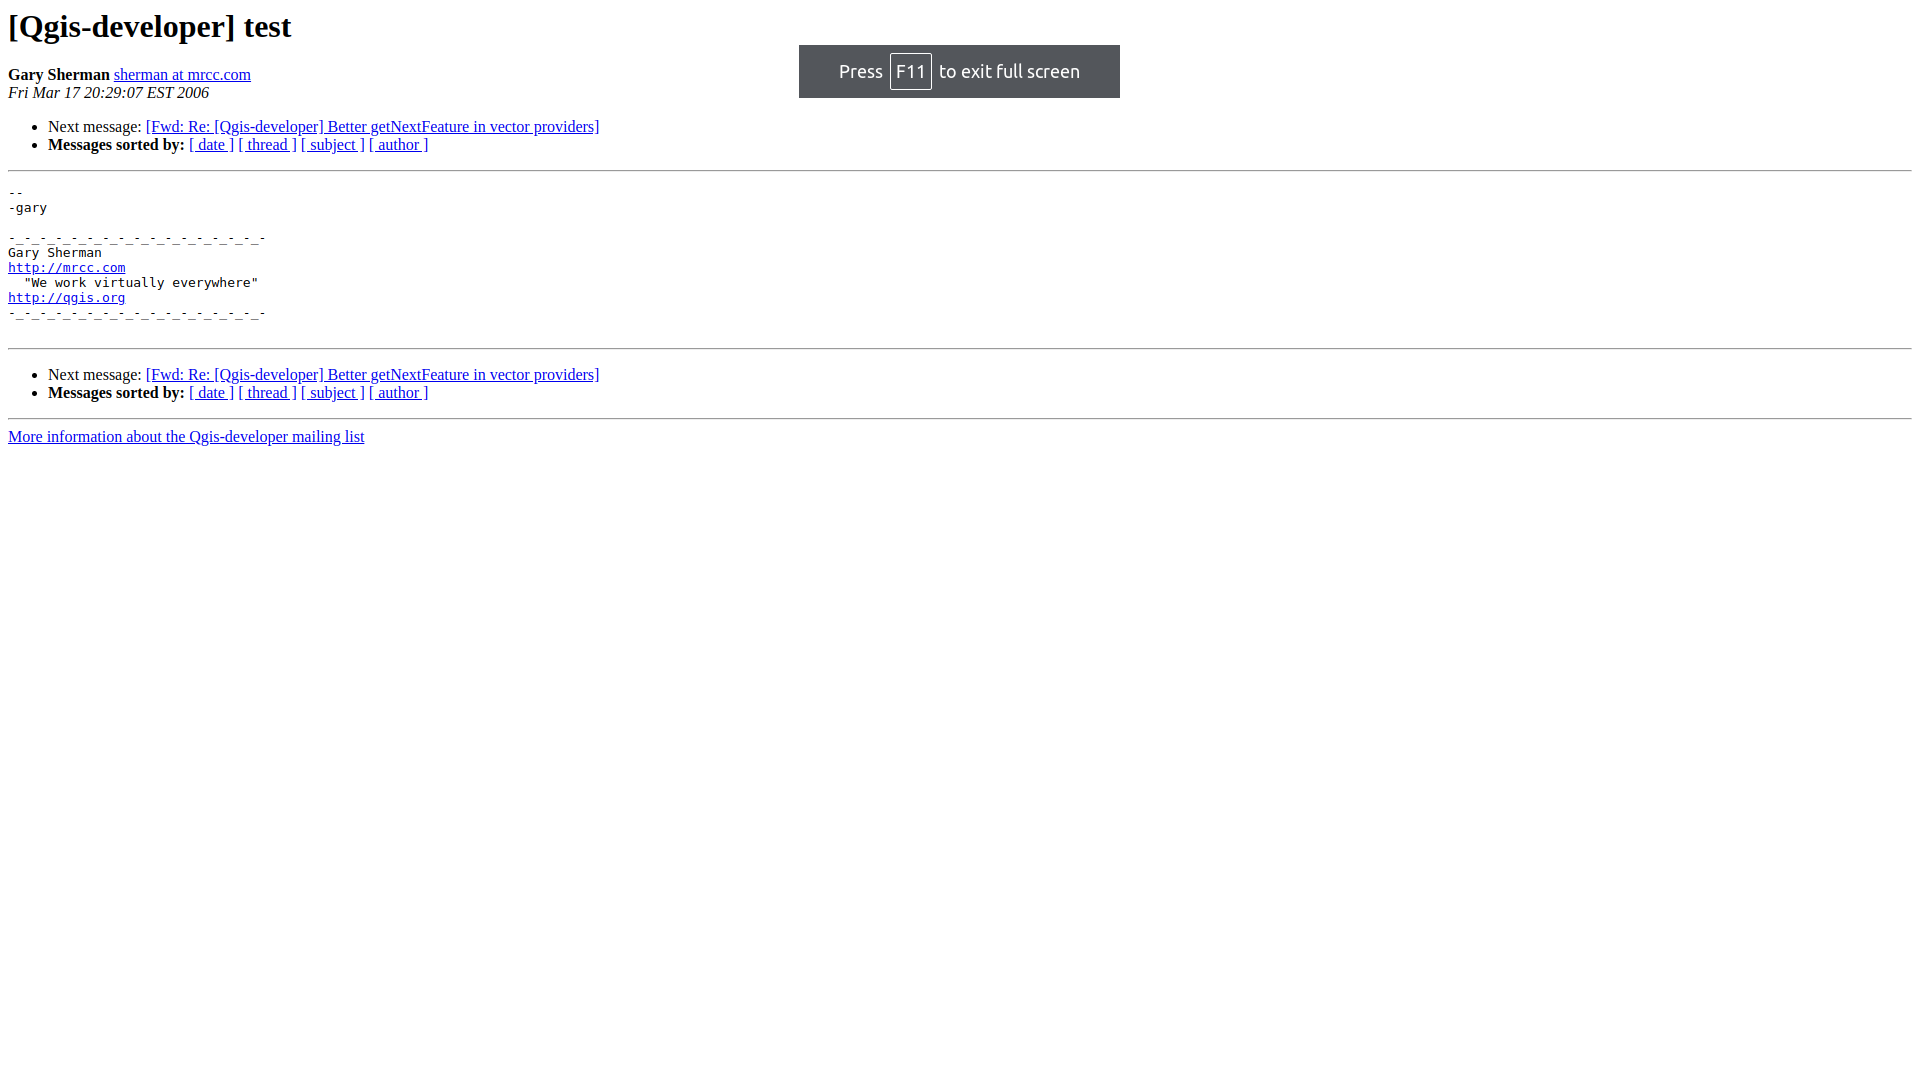 [Qgis-developer] test
Press F11 to exit full screen
Gary Sherman sherman at mrcc.com
Fri Mar 17 20:29:07 EST 2006
Next message: [Fwd: Re: [Qgis-developer] Better getNextFeature in vector providers]
Messages sorted by: [ date ] [ thread ] [ subject ] [ author ]
--
-gary
-_-_-_-_-_-_-_-_-_-_-_-_-_-_-_-_-
Gary Sherman
http://mrcc.com
"We work virtually everywhere"
http://qgis.org
-_-_-_-_-_-_-_-_-_-_-_-_-_-_-_-_-
Next message: [Fwd: Re: [Qgis-developer] Better getNextFeature in vector providers]
Messages sorted by: [ date ] [ thread ] [ subject ] [ author ]
More information about the Qgis-developer mailing list